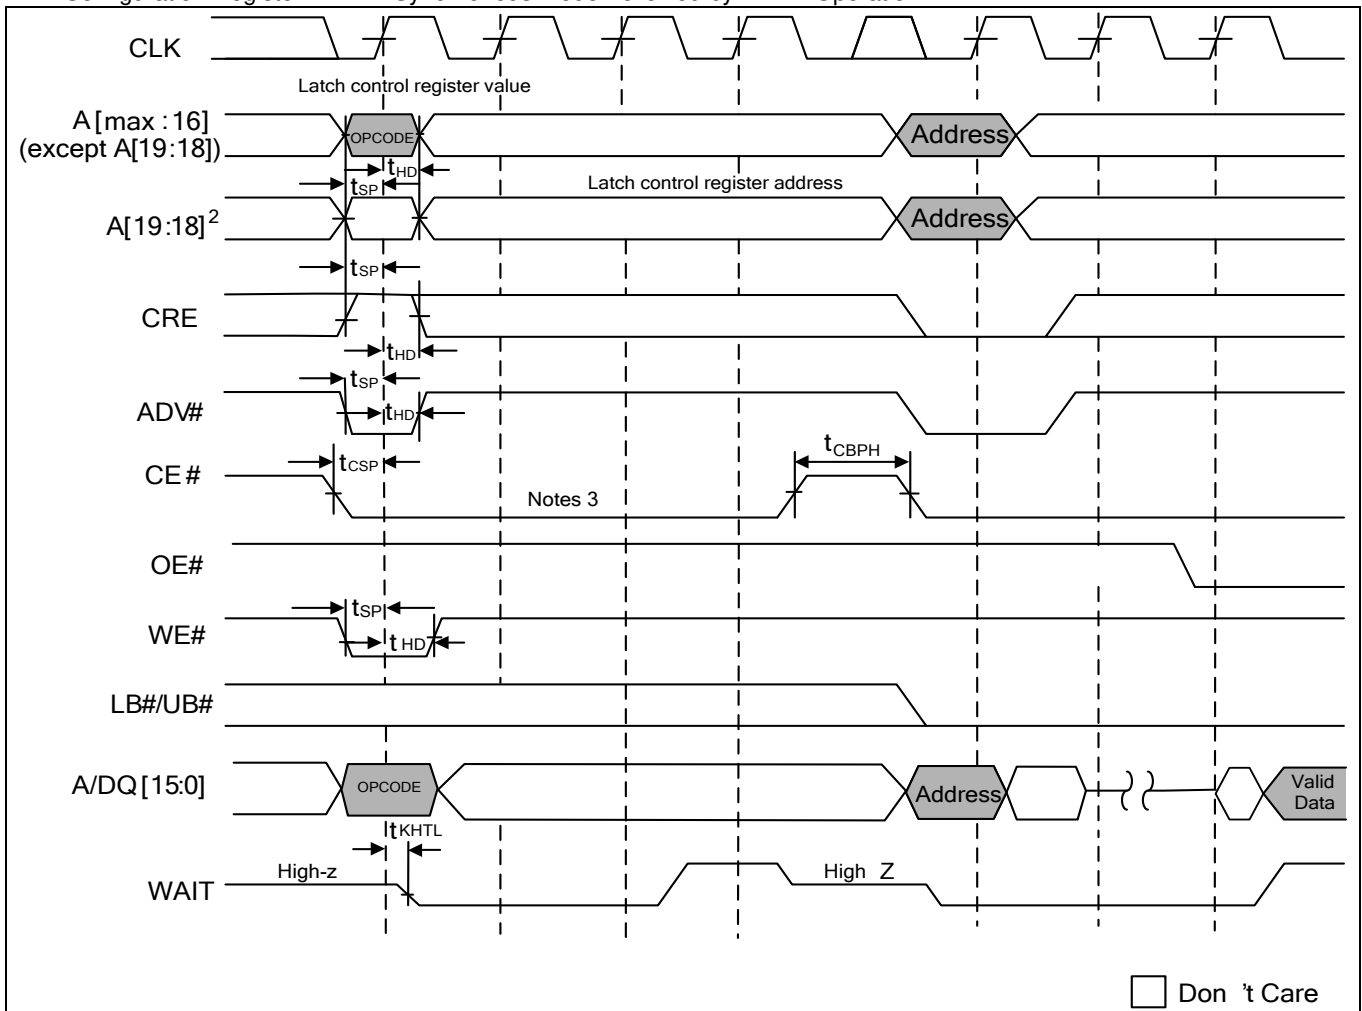 CLK
Latch control register value
A[max :16]
(except A[19:18])
OPCODE
Address
tHD
tSP
Latch control register address
A[19:18]2
Address
tSP
CRE
tHD
tSP
ADV#
tHD
tCBPH
CE #
tCSP
Notes 3
OE#
tSP
WE#
t HD
LB#/UB#
A/DQ [15:0]
OPCODE
Address
Valid
Data
tKHTL
High-z
High Z
WAIT
Don 't Care